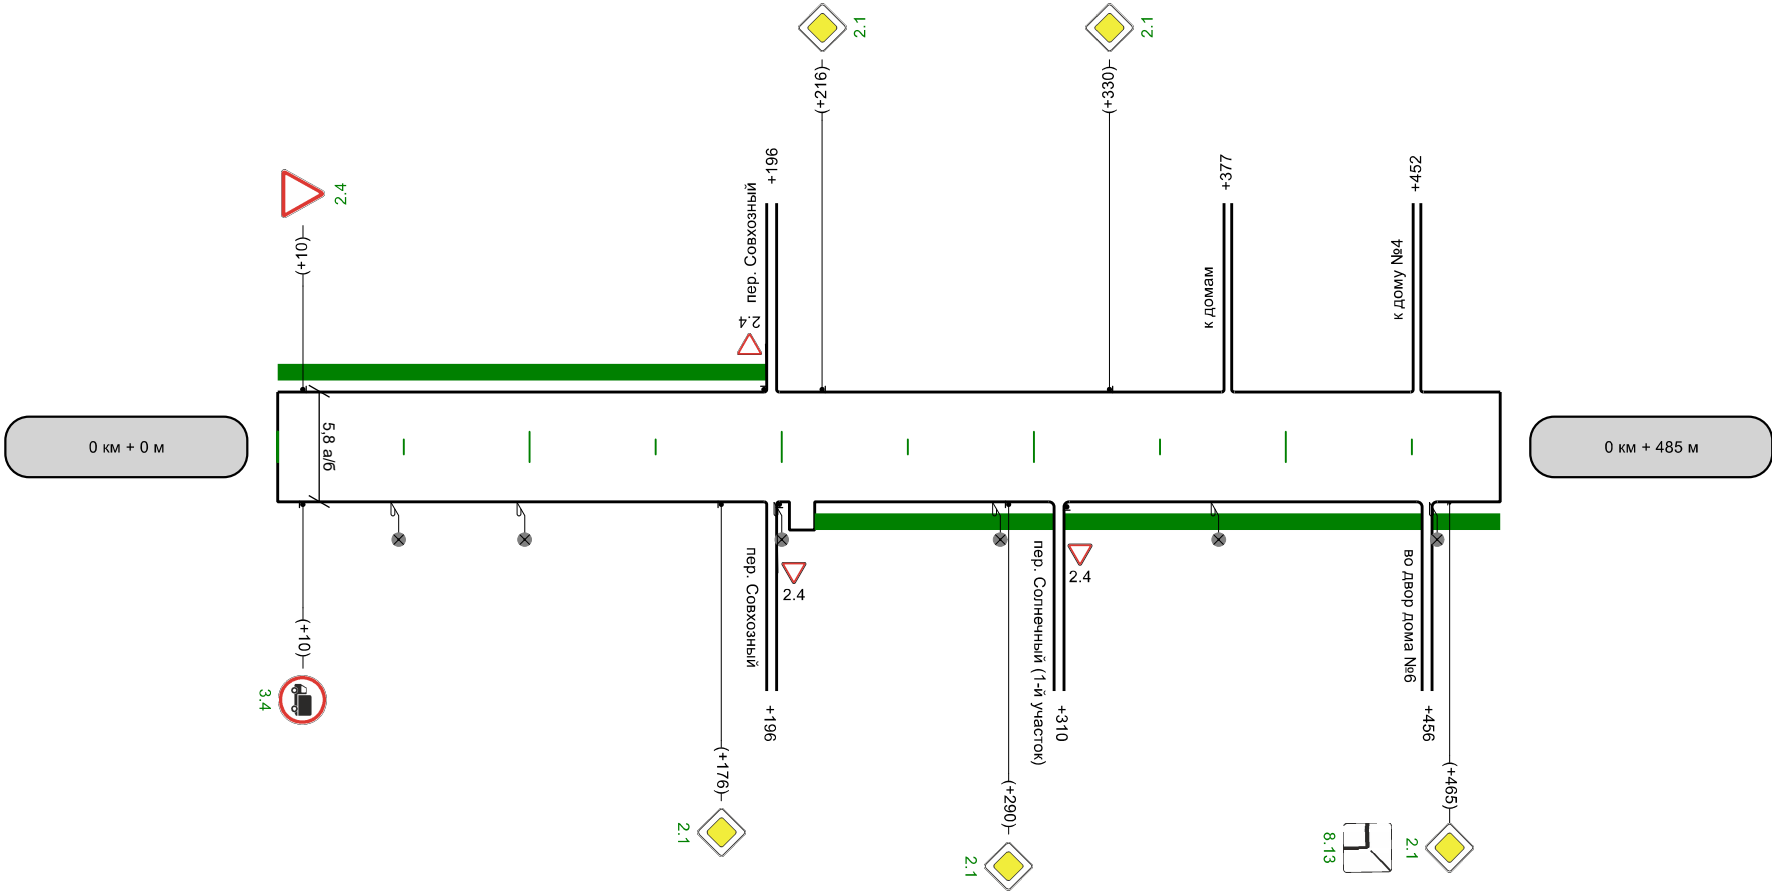 2.1
2.1
(+216)
(+330)
+196
+377
+452
2.4
пер. Совхозный
(+10)
к домам
к дому №4
2.4
5,8 а/б
0 км + 0 м
0 км + 485 м
пер. Совхозный
2.4
пер. Солнечный (1-й участок)
2.4
во двор дома №6
(+10)
3.4
+196
+310
+456
(+176)
(+290)
(+465)
2.1
2.1
8.13
2.1